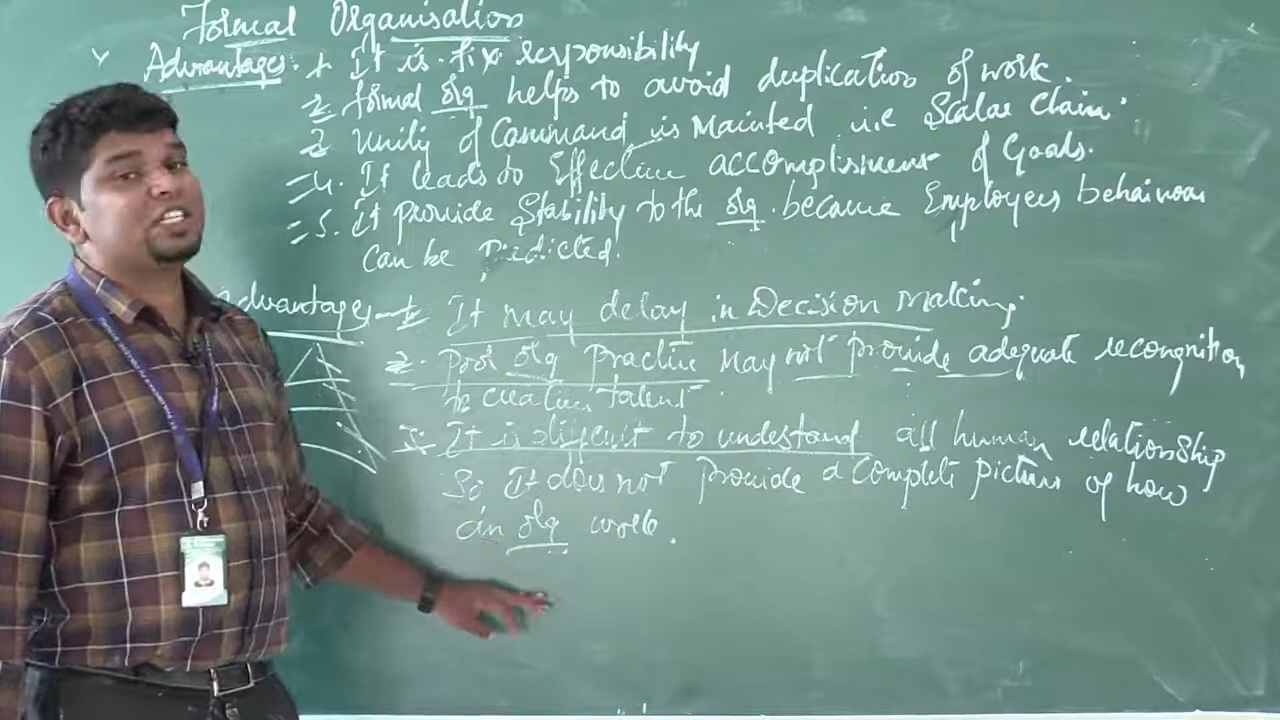 Formal Organisation
Advantages: 1. It is fix responsibility
2. formal org helps to avoid duplication of work.
3 Unity of Command is Mainted i.e Scalar Chain.
4. It leads to Effective accomplishment of Goals.
5. It provide Stability to the org. because Employees behaviour
can be Predicted.
advantages 1. It may delay in Decision Making.
2. Poor org Practice May not provide adequate recongnition
to creative talent.
3. It is difficult to understand all human relationship
So it does not provide a complete picture of how
an org work.